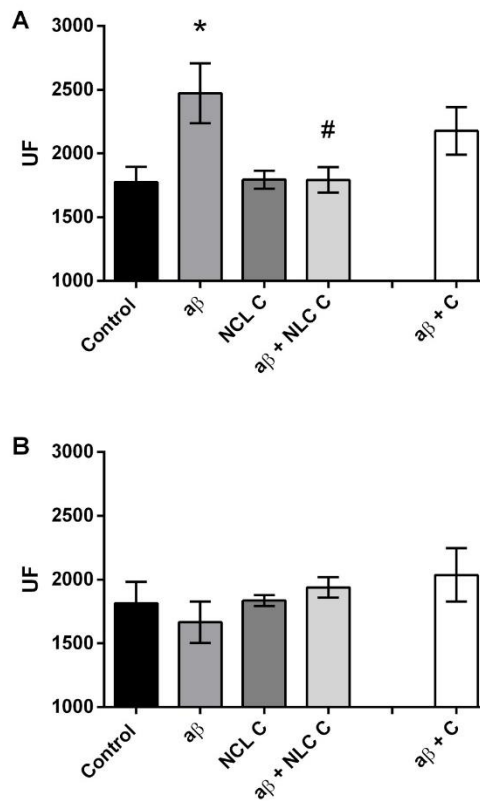 A
*
3000
2500
#
2000
UF
1500
1000
Control
aβ
NCL C
aβ + NLC C
aβ + C
B
3000
2500
2000
UF
1500
1000
Control
aβ
NCL C
aβ + NLC C
aβ + C